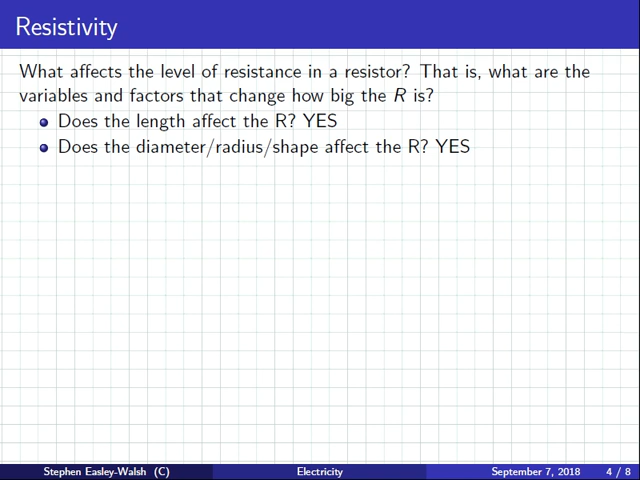 Resistivity
What affects the level of resistance in a resistor? That is, what are the
variables and factors that change how big the R is?
Does the length affect the R? YES
Does the diameter/radius/shape affect the R? YES
Stephen Easley-Walsh (C) Electricity September 7, 2018 4 / 8